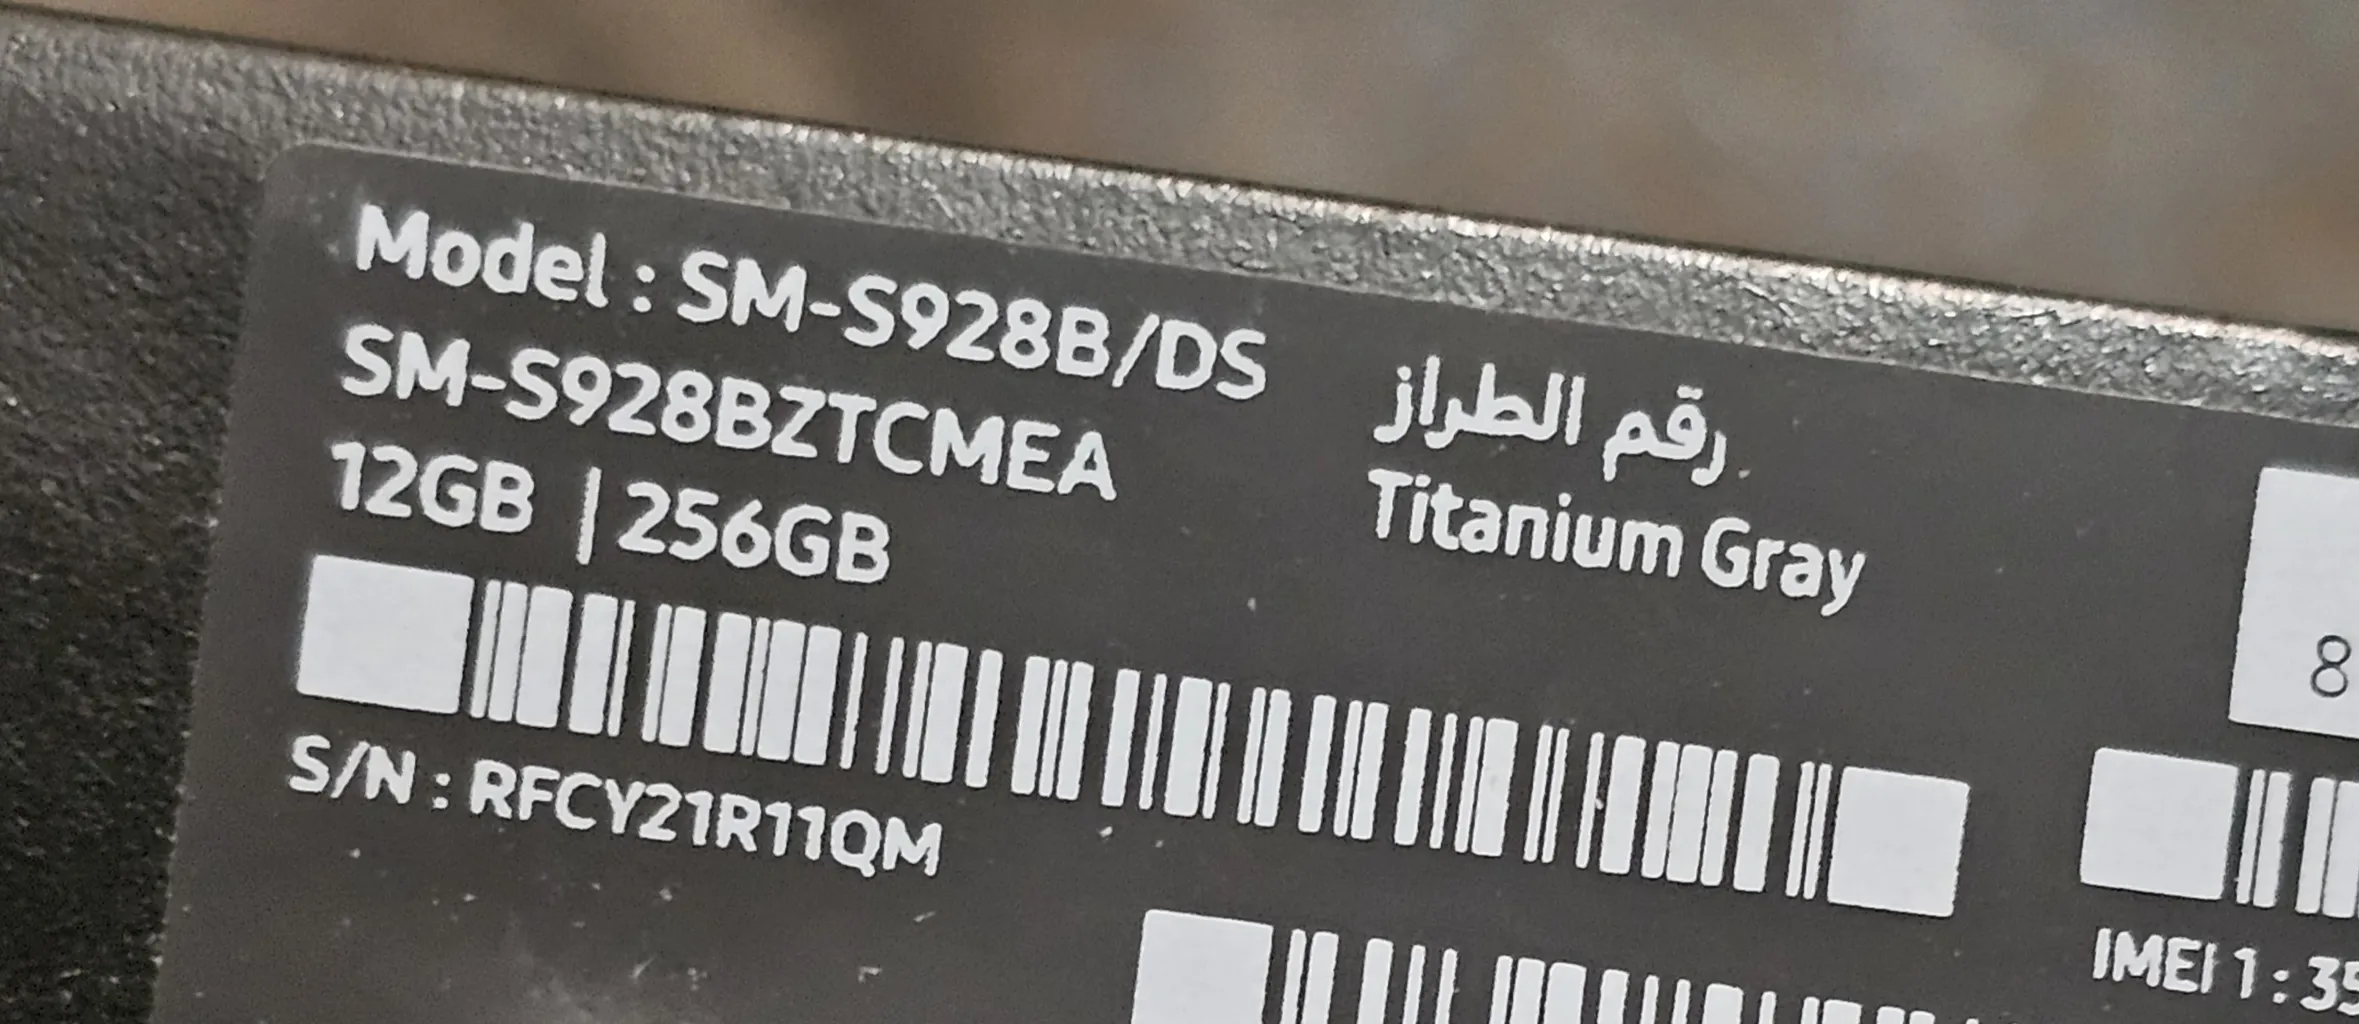 Model : SM-S928B/DS رقم الطراز
SM-S928BZTCMEA Titanium Gray
12GB | 256GB
8
S/N : RFCY21R11QM
IMEI 1 : 35